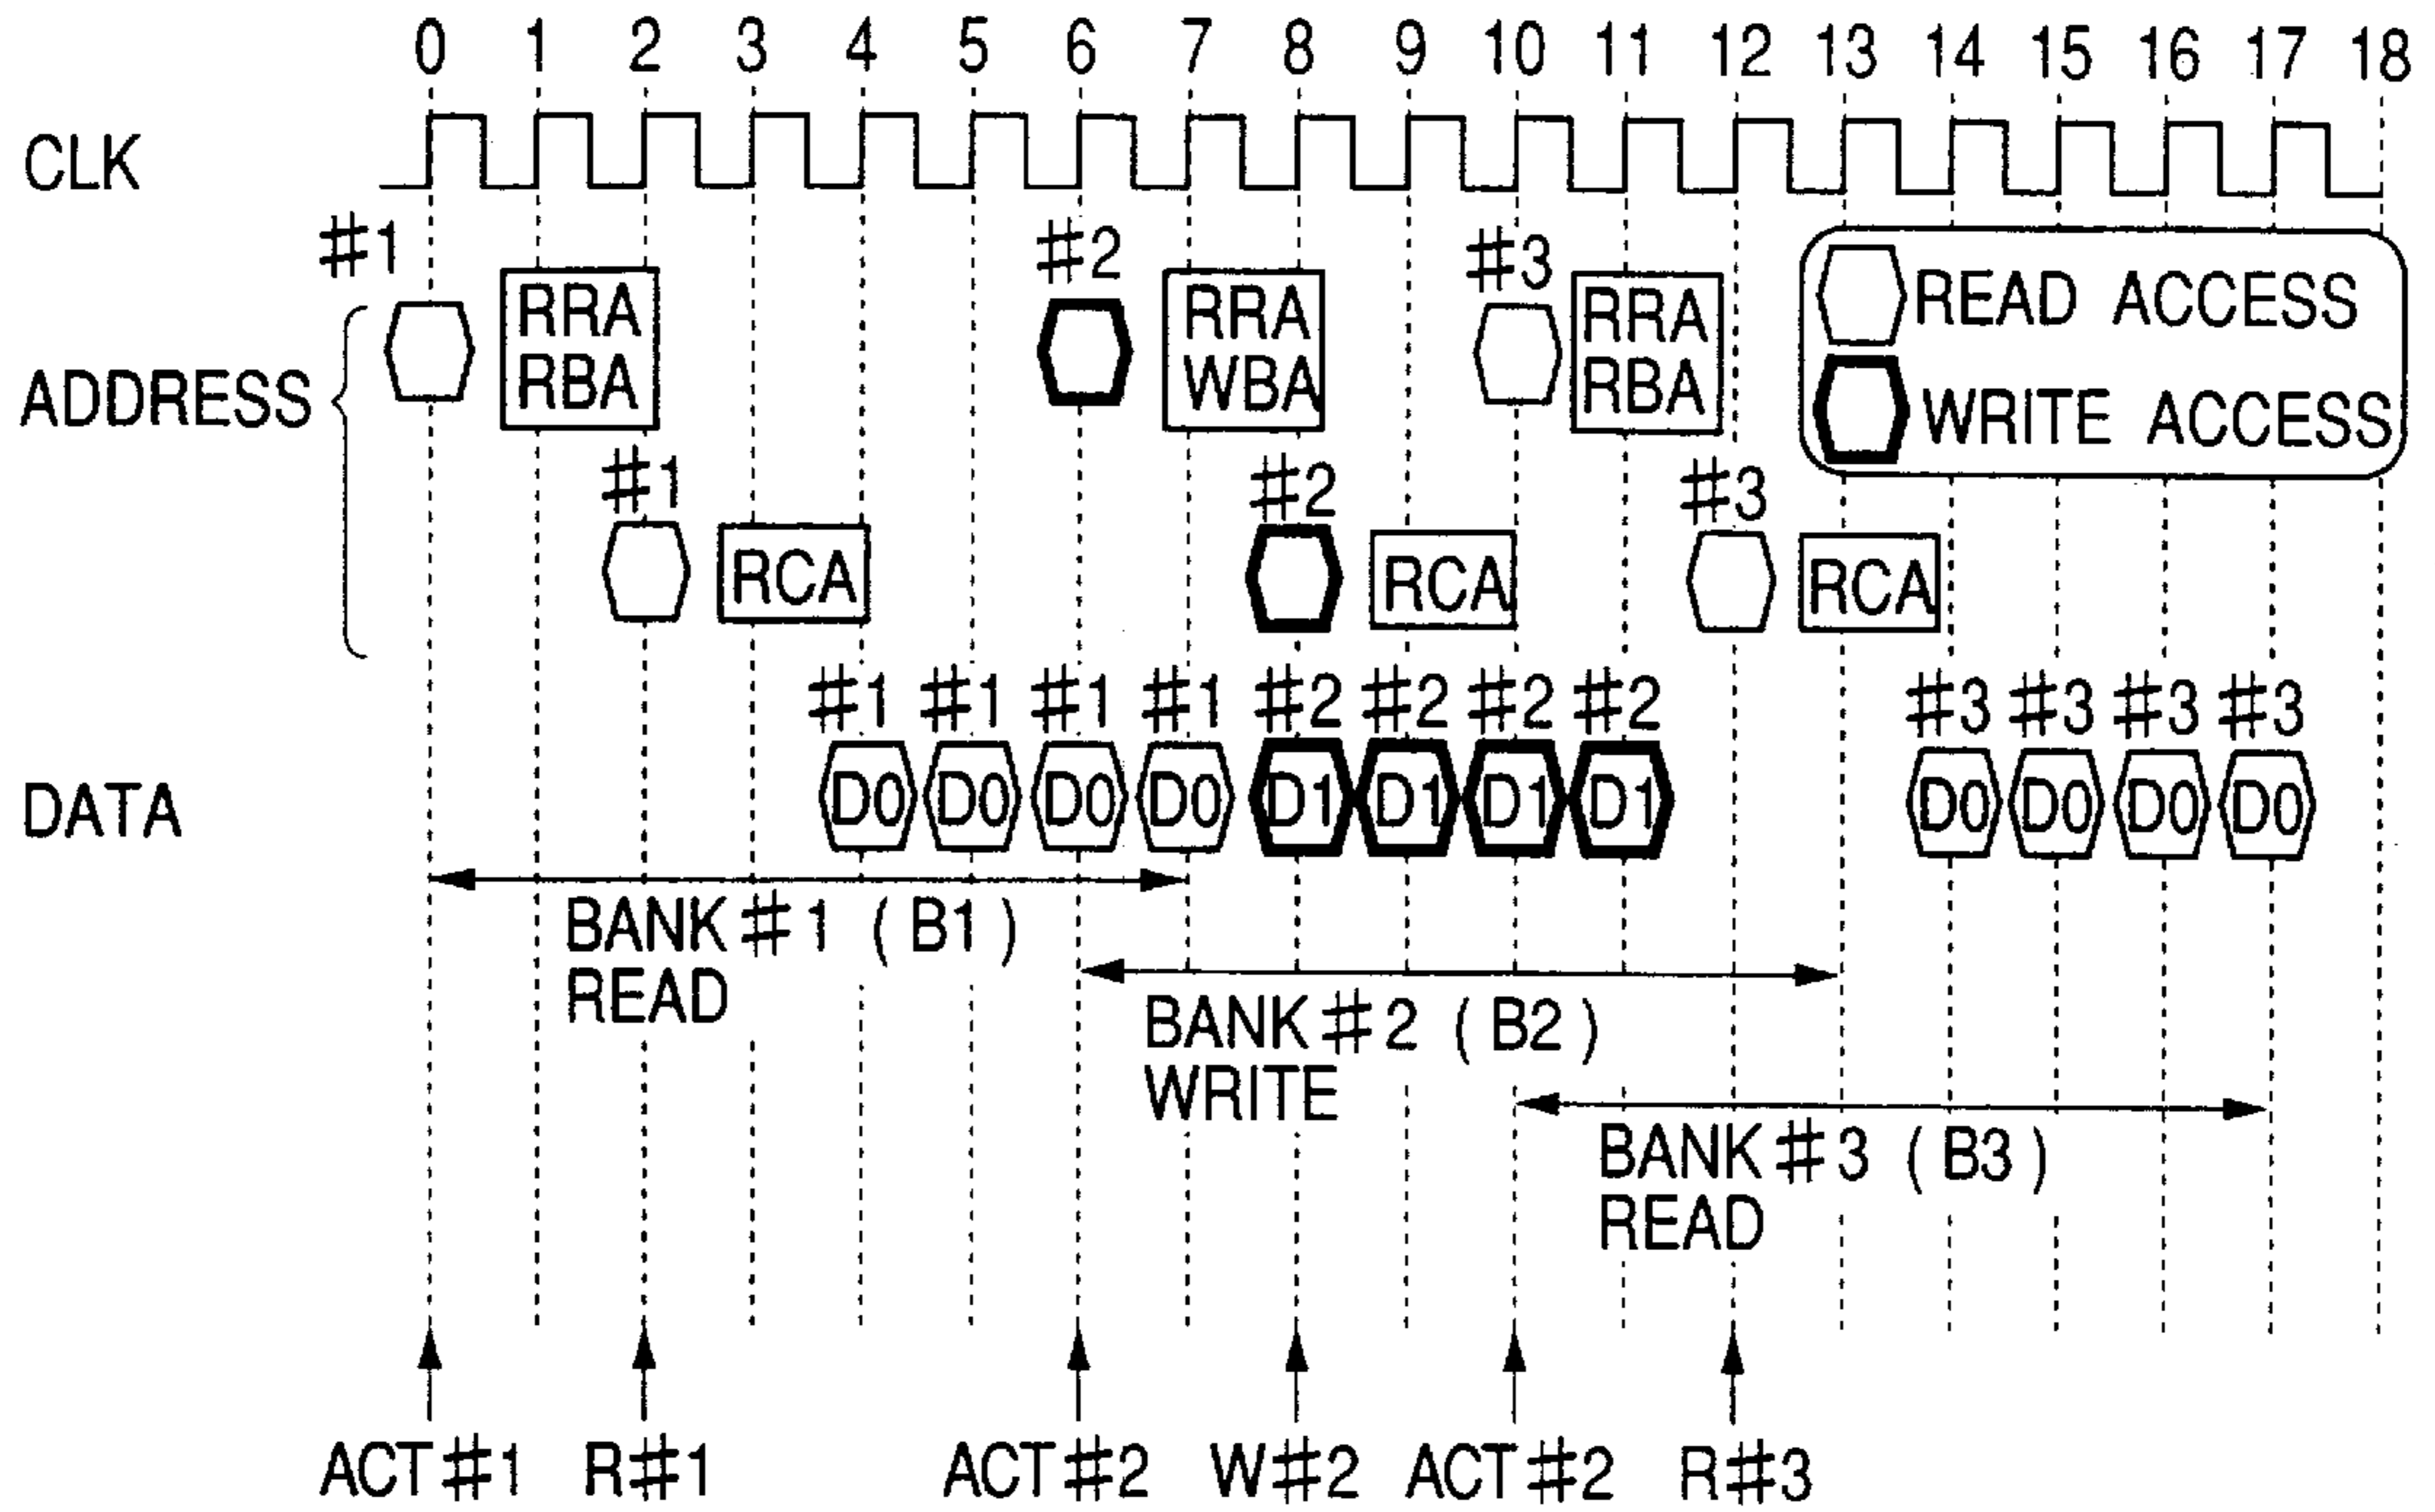 0 1 2 3 4 5 6 7 8 9 10 11 12 13 14 15 16 17 18
CLK
#1 #2 #3
RRA RRA RRA READ ACCESS
RBA WBA RBA
ADDRESS WRITE ACCESS
#1 #2 #3
RCA RCA RCA
#1 #1 #1 #1 #2 #2 #2 #2 #3 #3 #3 #3
DATA D0 D0 D0 D0 D1 D1 D1 D1 D0 D0 D0 D0
BANK #1 (B1)
READ
BANK #2 (B2)
WRITE
BANK #3 (B3)
READ
ACT#1 R#1 ACT#2 W#2 ACT#2 R#3